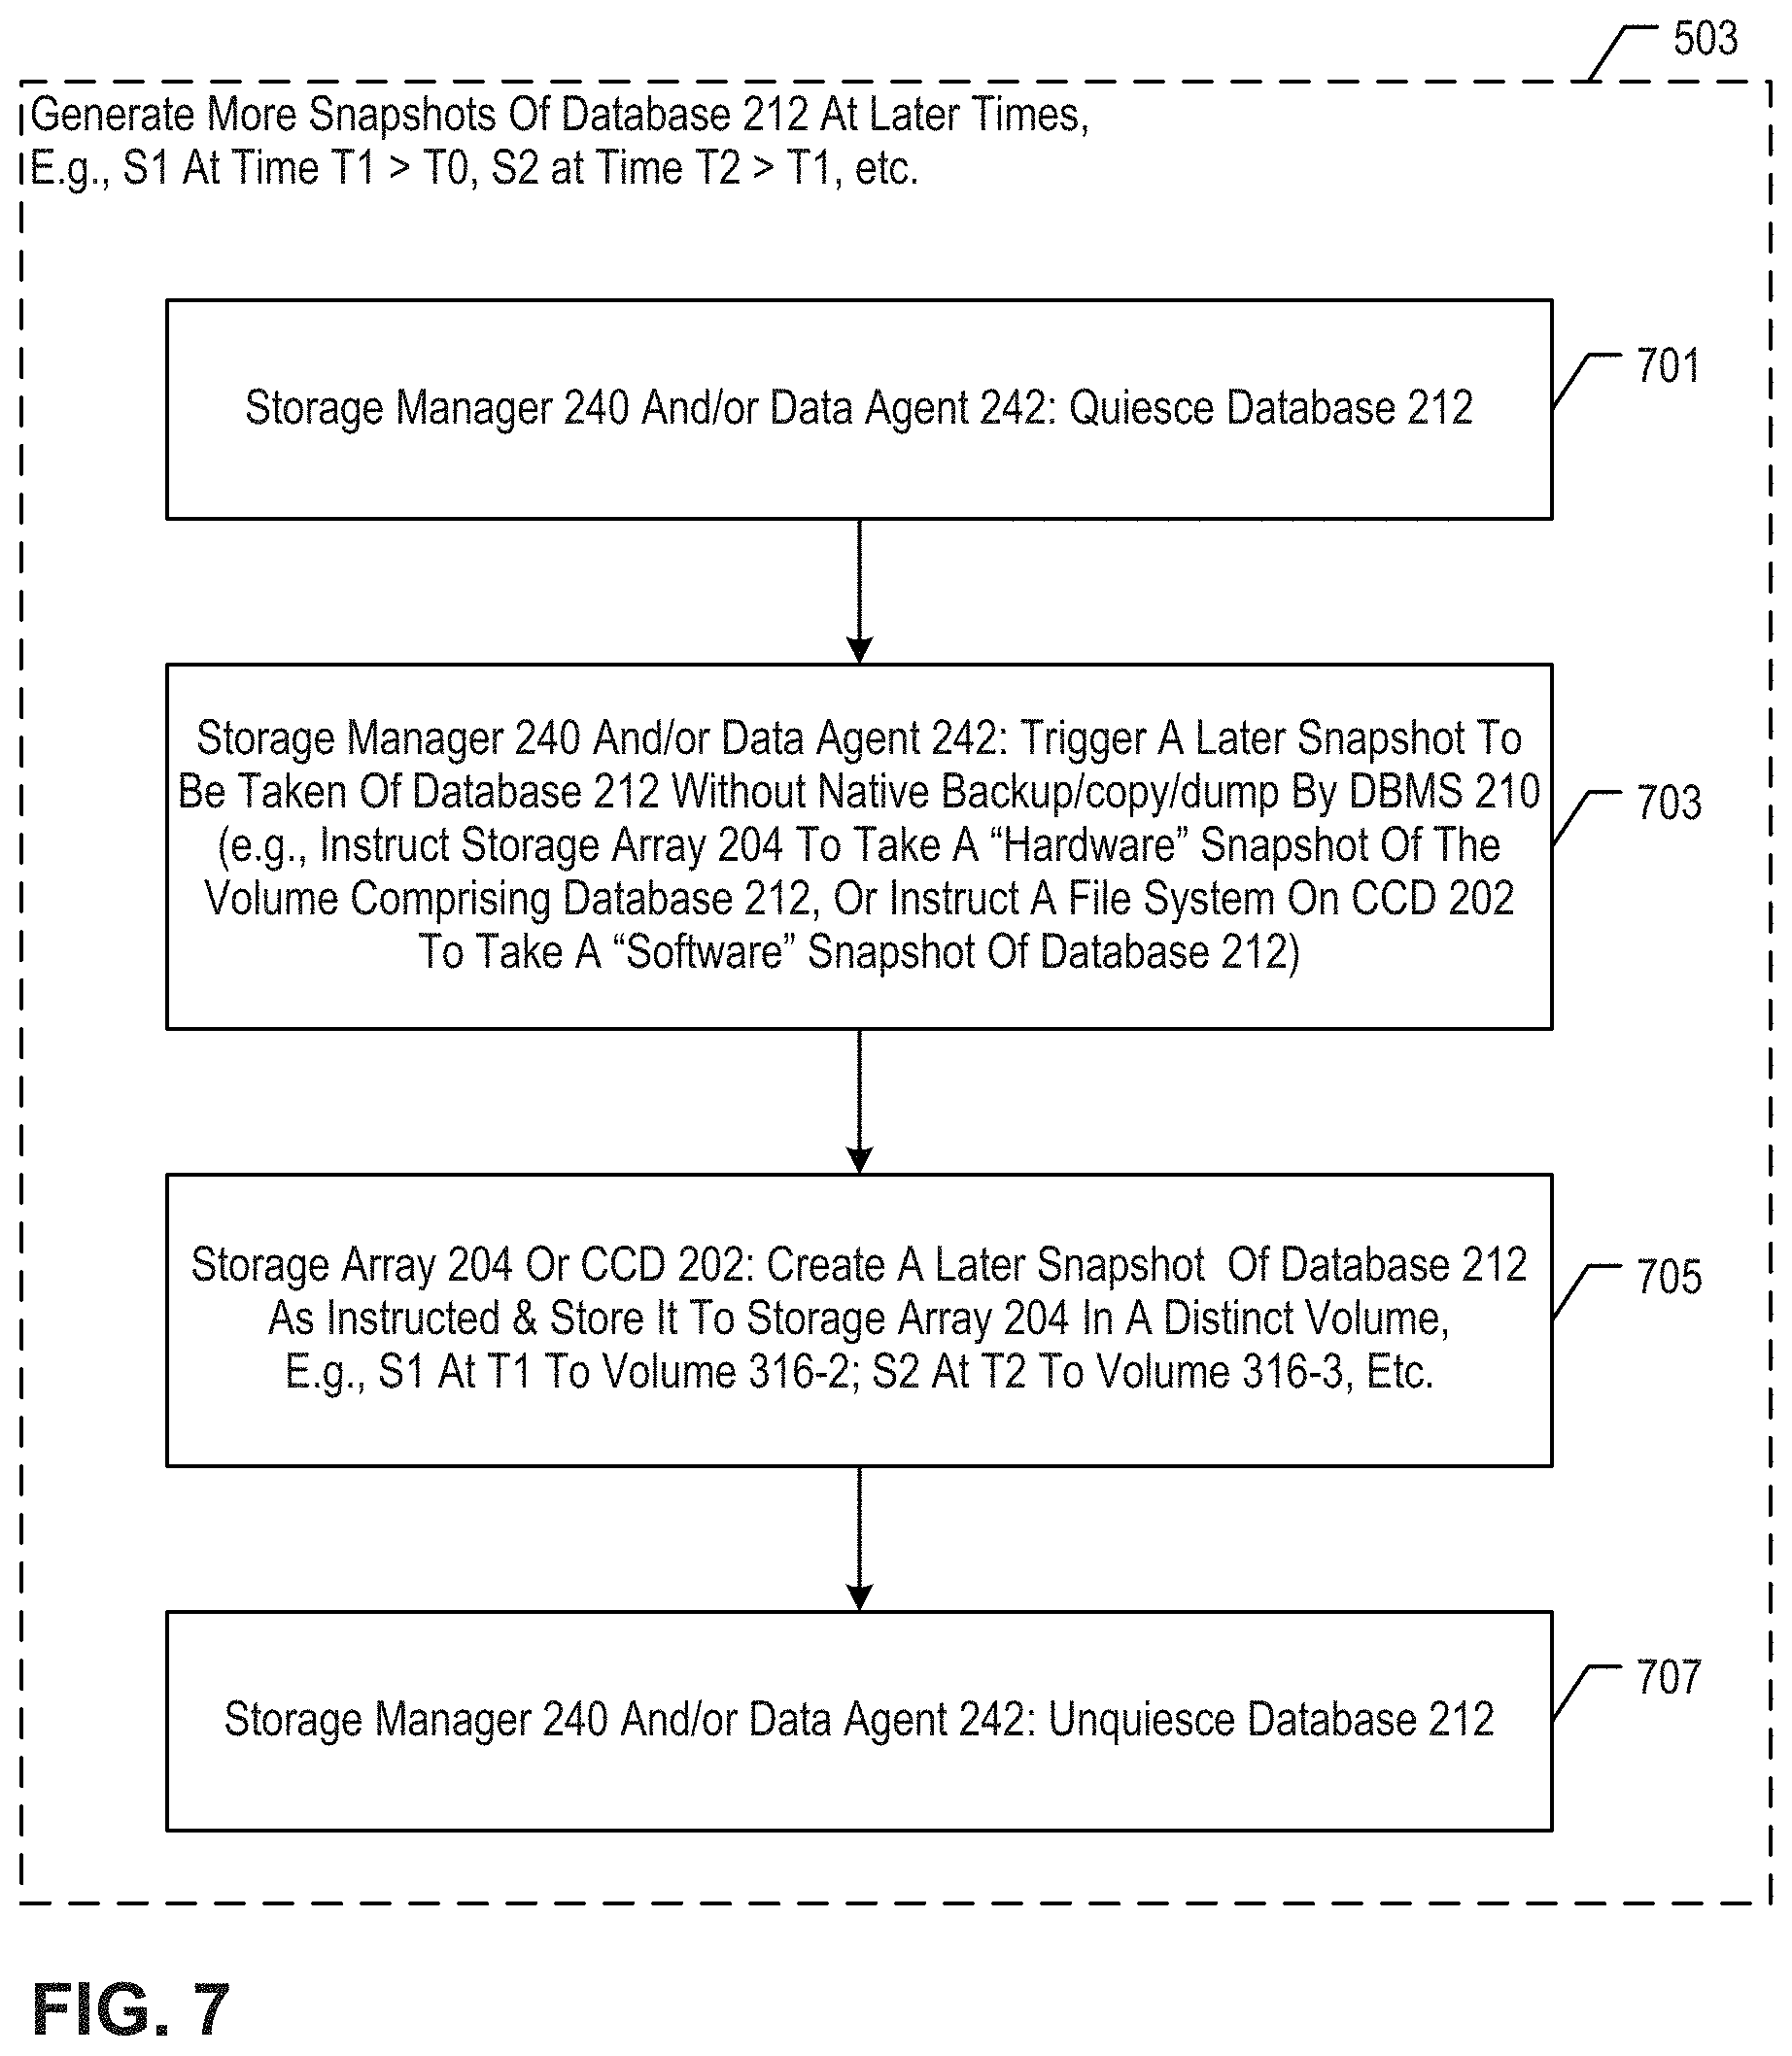 503
Generate More Snapshots Of Database 212 At Later Times,
E.g., S1 At Time T1 > T0, S2 at Time T2 > T1, etc.
701
Storage Manager 240 And/or Data Agent 242: Quiesce Database 212
Storage Manager 240 And/or Data Agent 242: Trigger A Later Snapshot To
Be Taken Of Database 212 Without Native Backup/copy/dump By DBMS 210
703
(e.g., Instruct Storage Array 204 To Take A “Hardware” Snapshot Of The
Volume Comprising Database 212, Or Instruct A File System On CCD 202
To Take A “Software” Snapshot Of Database 212)
Storage Array 204 Or CCD 202: Create A Later Snapshot  Of Database 212
705
As Instructed & Store It To Storage Array 204 In A Distinct Volume,
E.g., S1 At T1 To Volume 316-2; S2 At T2 To Volume 316-3, Etc.
707
Storage Manager 240 And/or Data Agent 242: Unquiesce Database 212
FIG. 7